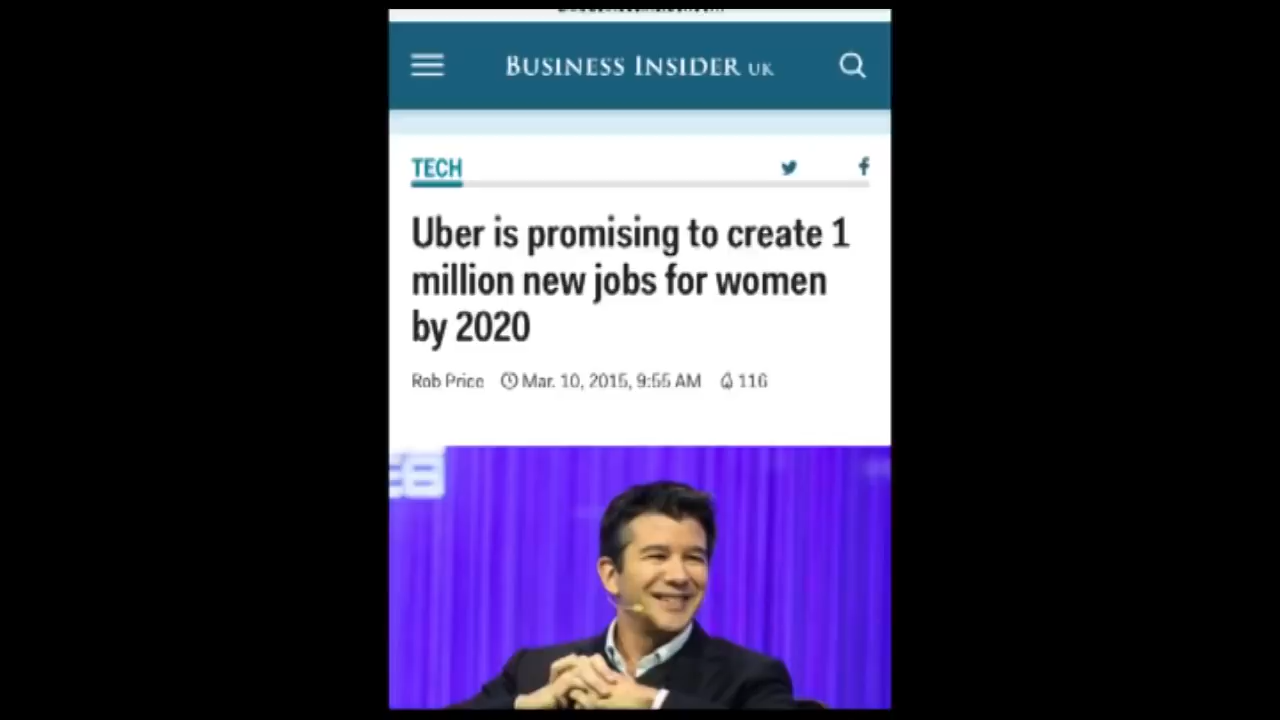 BUSINESS INSIDER UK
TECH
Uber is promising to create 1
million new jobs for women
by 2020
Rob Price Mar. 10, 2015, 9:55 AM 116